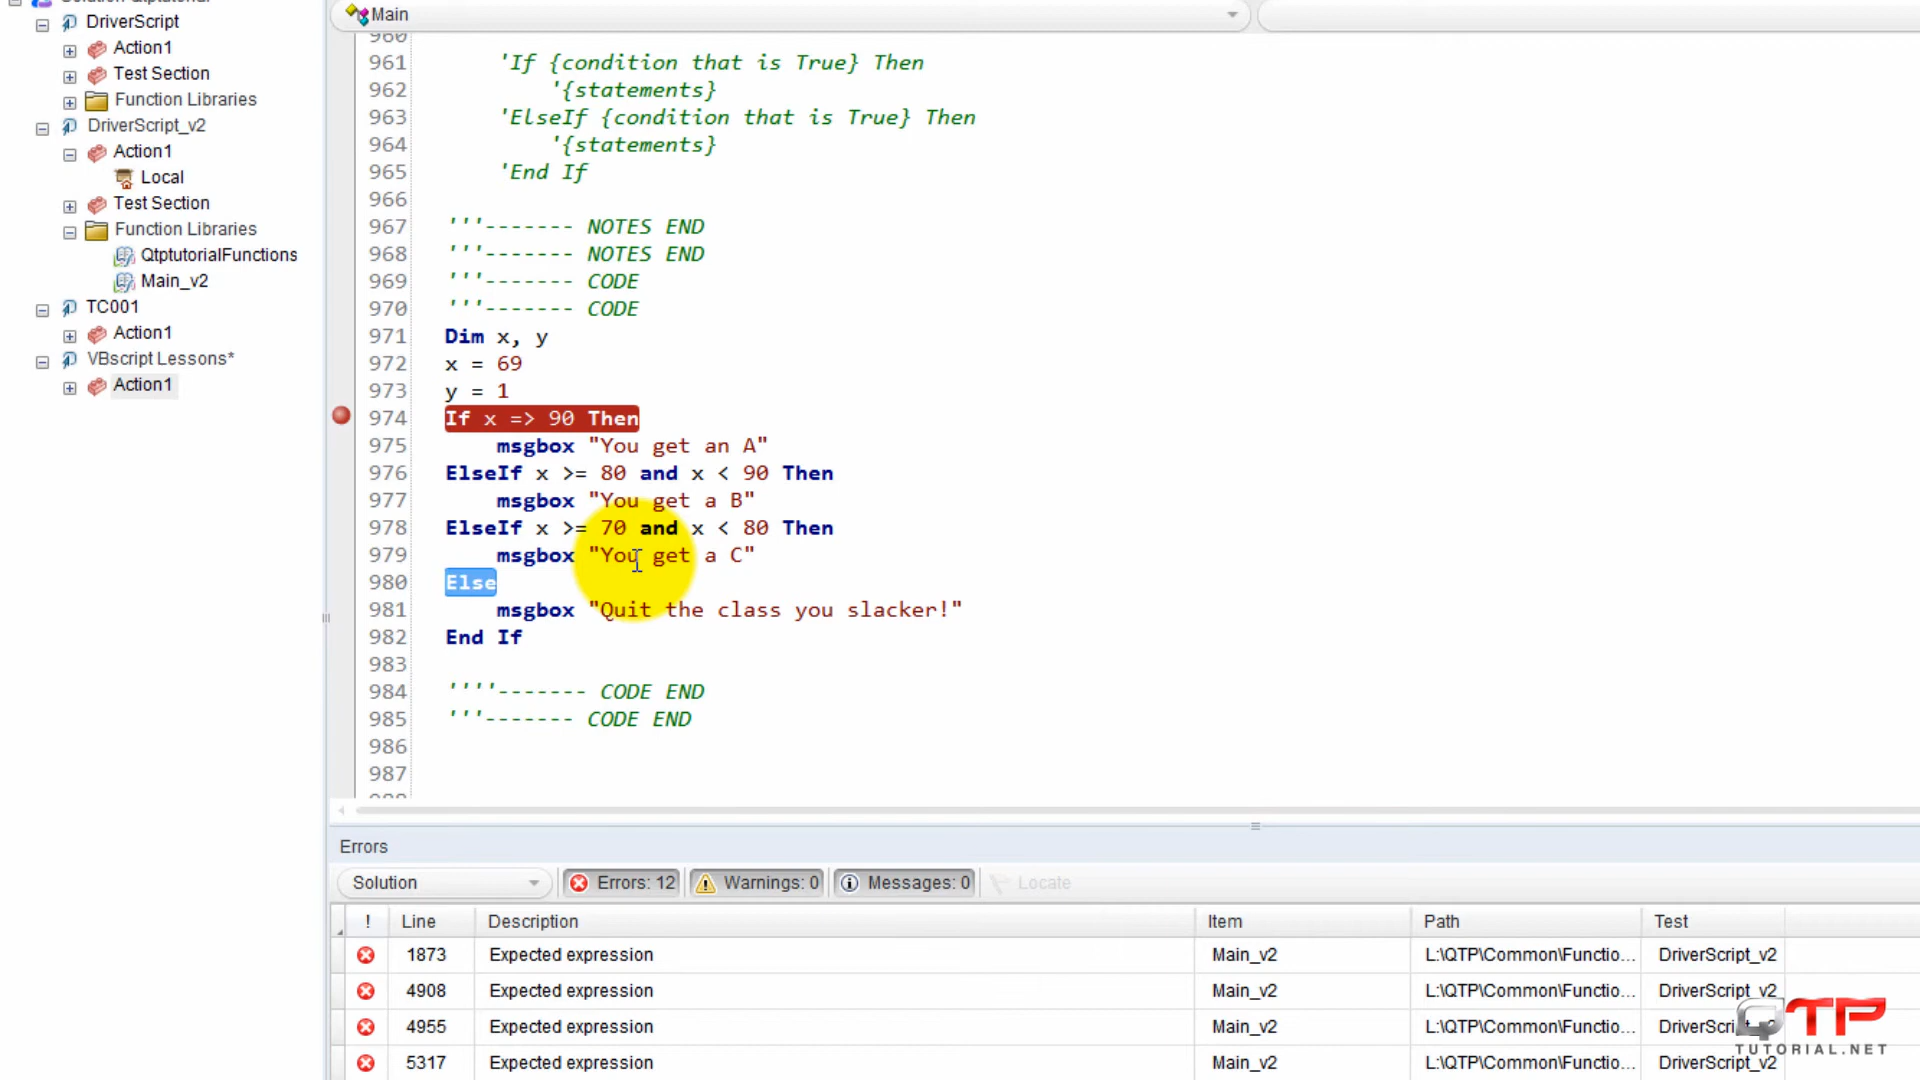 DriverScript
Action1
Test Section
Function Libraries
DriverScript_v2
Action1
Local
Test Section
Function Libraries
QtptutorialFunctions
Main_v2
TC001
Action1
VBscript Lessons*
Action1
Main
960
961 'If {condition that is True} Then
962 '{statements}
963 'ElseIf {condition that is True} Then
964 '{statements}
965 'End If
966
967 '''------- NOTES END
968 '''------- NOTES END
969 '''------- CODE
970 '''------- CODE
971 Dim x, y
972 x = 69
973 y = 1
974 If x => 90 Then
975 msgbox "You get an A"
976 ElseIf x >= 80 and x < 90 Then
977 msgbox "You get a B"
978 ElseIf x >= 70 and x < 80 Then
979 msgbox "You get a C"
980 Else
981 msgbox "Quit the class you slacker!"
982 End If
983
984 ''''------- CODE END
985 '''------- CODE END
986
987
Errors
Solution Errors: 12 Warnings: 0 Messages: 0 Locate
! Line Description Item Path Test
1873 Expected expression Main_v2 L:\QTP\Common\Functio... DriverScript_v2
4908 Expected expression Main_v2 L:\QTP\Common\Functio... DriverScript_v2
4955 Expected expression Main_v2 L:\QTP\Common\Functio...
5317 Expected expression Main_v2 L:\QTP\Common\Functio... DriverScript_v2
QTP
TUTORIAL.NET